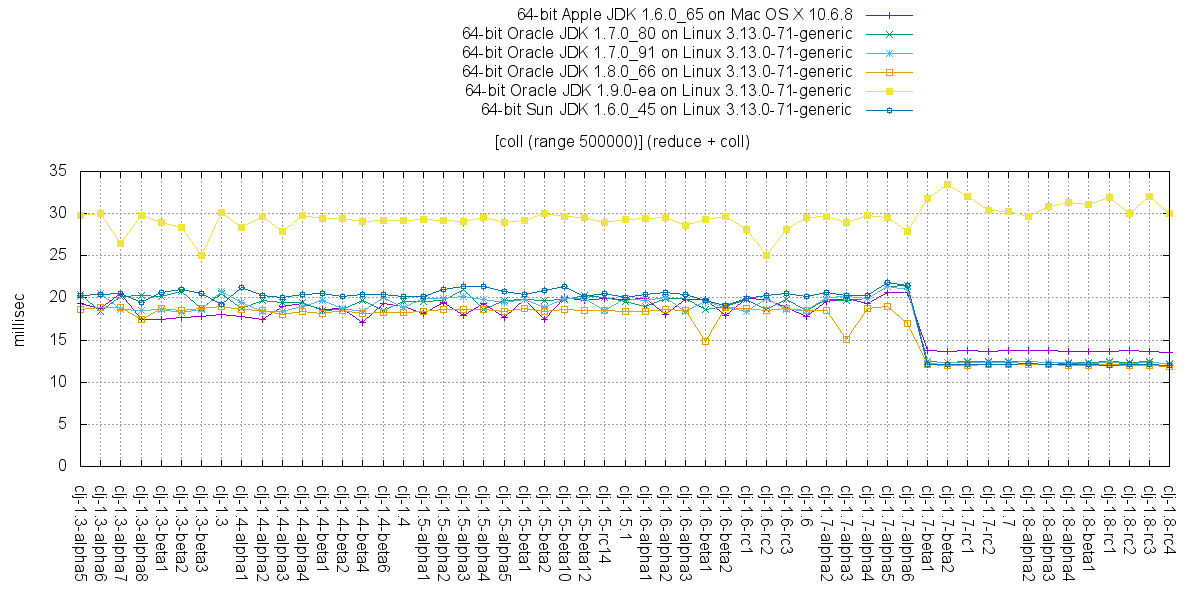 64-bit Apple JDK 1.6.0_65 on Mac OS X 10.6.8
64-bit Oracle JDK 1.7.0_80 on Linux 3.13.0-71-generic
64-bit Oracle JDK 1.7.0_91 on Linux 3.13.0-71-generic
64-bit Oracle JDK 1.8.0_66 on Linux 3.13.0-71-generic
64-bit Oracle JDK 1.9.0-ea on Linux 3.13.0-71-generic
64-bit Sun JDK 1.6.0_45 on Linux 3.13.0-71-generic
[coll (range 500000)] (reduce + coll)
35
30
25
20
15
10
5
0
millisec
clj-1.3-alpha5
clj-1.3-alpha6
clj-1.3-alpha7
clj-1.3-alpha8
clj-1.3-beta1
clj-1.3-beta2
clj-1.3-beta3
clj-1.3
clj-1.4-alpha1
clj-1.4-alpha2
clj-1.4-alpha3
clj-1.4-alpha4
clj-1.4-beta1
clj-1.4-beta2
clj-1.4-beta4
clj-1.4-beta6
clj-1.4
clj-1.5-alpha1
clj-1.5-alpha2
clj-1.5-alpha3
clj-1.5-alpha4
clj-1.5-alpha5
clj-1.5-beta1
clj-1.5-beta2
clj-1.5-beta10
clj-1.5-beta12
clj-1.5-rc14
clj-1.5.1
clj-1.6-alpha1
clj-1.6-alpha2
clj-1.6-alpha3
clj-1.6-beta1
clj-1.6-beta2
clj-1.6-rc1
clj-1.6-rc2
clj-1.6-rc3
clj-1.6
clj-1.7-alpha2
clj-1.7-alpha3
clj-1.7-alpha4
clj-1.7-alpha5
clj-1.7-alpha6
clj-1.7-beta1
clj-1.7-beta2
clj-1.7-rc1
clj-1.7-rc2
clj-1.7
clj-1.8-alpha2
clj-1.8-alpha3
clj-1.8-alpha4
clj-1.8-beta1
clj-1.8-rc1
clj-1.8-rc2
clj-1.8-rc3
clj-1.8-rc4